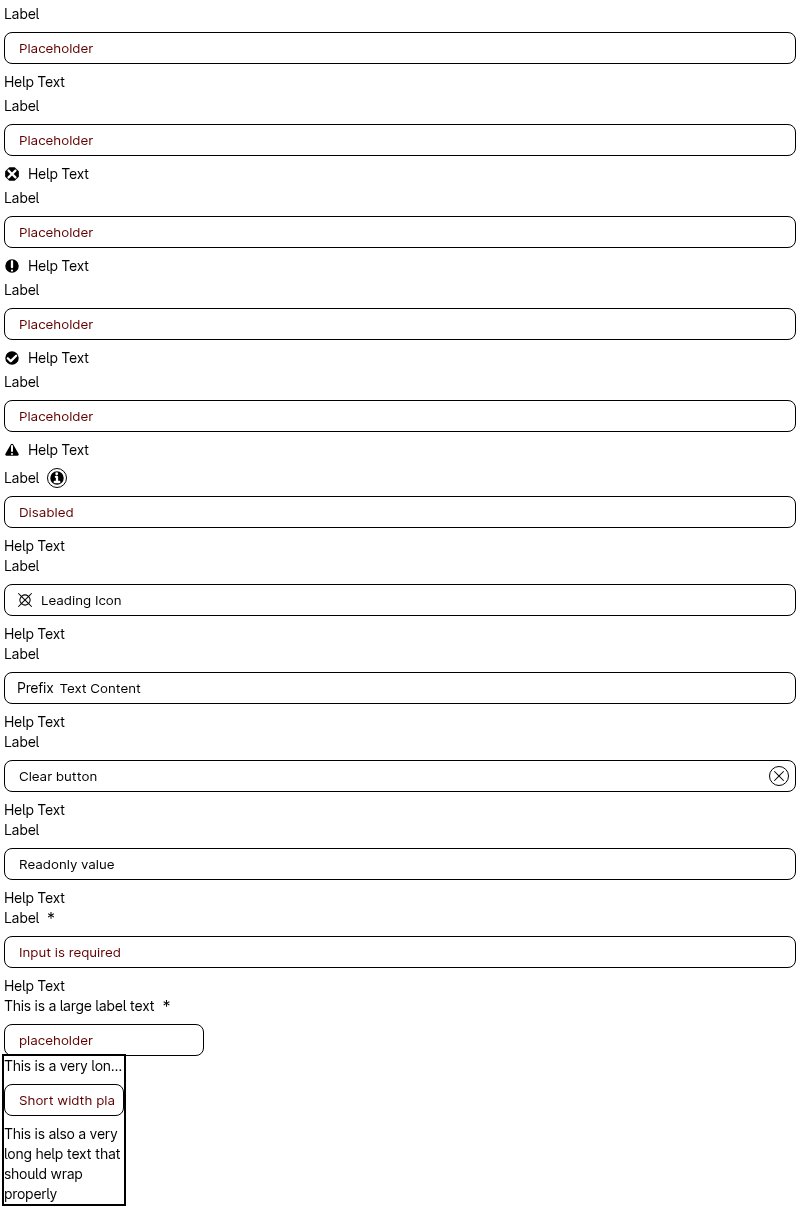 Label
Placeholder
Help Text
Label
Placeholder
Help Text
Label
Placeholder
Help Text
Label
Placeholder
Help Text
Label
Placeholder
Help Text
Label
Disabled
Help Text
Label
Leading Icon
Help Text
Label
Prefix Text Content
Help Text
Label
Clear button
Help Text
Label
Readonly value
Help Text
Label *
Input is required
Help Text
This is a large label text *
placeholder
This is a very lon...
Short width pla
This is also a very
long help text that
should wrap
properly